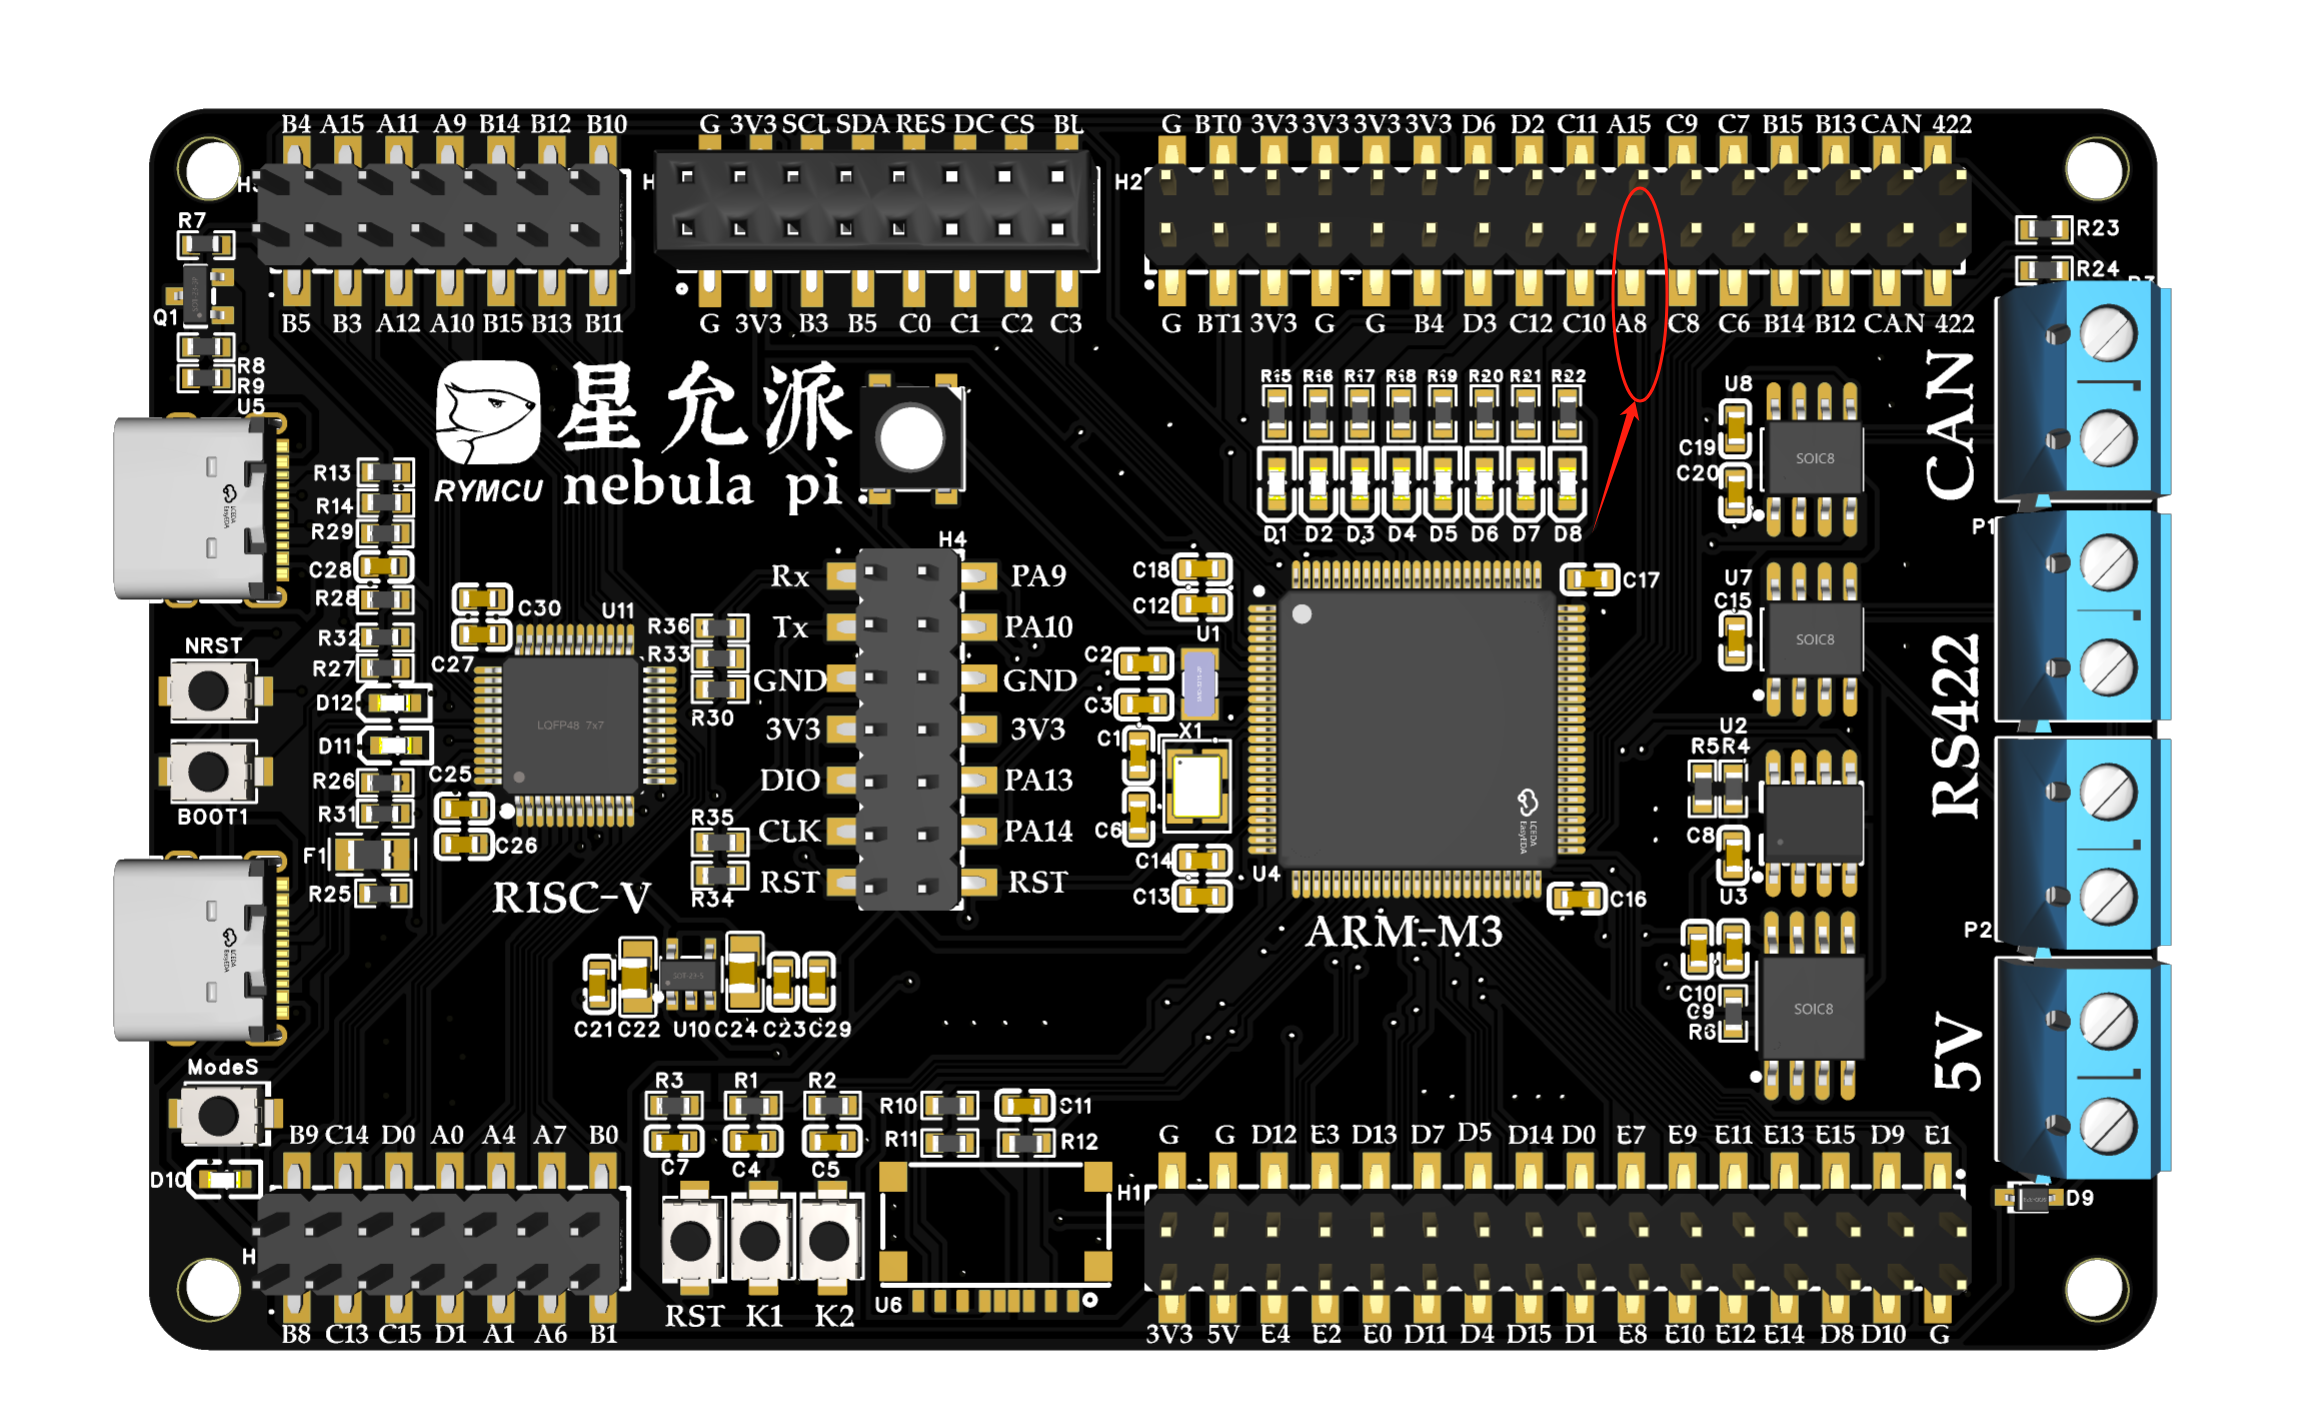 B4 A15 A11 A9 B14 B12 B10
G 3V3 SCL SDA RES DC CS BL
G BT0 3V3 3V3 3V3 3V3 D6 D2 C11 A15 C9 C7 B15 B13 CAN 422
H2
B5 B3 A12 A10 B15 B13 B11
G 3V3 B3 B5 C0 C1 C2 C3
G BT1 3V3 G G B4 D3 C12 C10 A8 C8 C6 B14 B12 CAN 422
R7
Q1
R8
R9
U5
R23
R24
星允派
RYMCU
nebula pi
R15 R16 R17 R18 R19 R20 R21 R22
D1 D2 D3 D4 D5 D6 D7 D8
U8
C19
C20
SOIC8
CAN
R13
R14
R29
C28
R28
R32
R27
D12
D11
R26
R31
F1
R25
LCEDA
EasyEDA
NRST
BOOT1
C30
U11
C27
LQFP48 7x7
C25
C26
RISC-V
R36
R33
R30
R35
R34
H4
Rx PA9
Tx PA10
GND GND
3V3 3V3
DIO PA13
CLK PA14
RST RST
C18
C12
U1
C2
C3
X1
C1
C6
C14
C13
U4
C17
C16
LCEDA
EasyEDA
ARM-M3
U7
C15
SOIC8
U2
R5 R4
C8
U3
C10
C9
R6
SOIC8
P1
RS422
P2
5V
D9
LCEDA
EasyEDA
C21 C22 U10 C24 C23 C29
ModeS
D10
R3 R1 R2
C7 C4 C5
R10 C11
R11 R12
U6
RST K1 K2
B9 C14 D0 A0 A4 A7 B0
B8 C13 C15 D1 A1 A6 B1
G G D12 E3 D13 D7 D5 D14 D0 E7 E9 E11 E13 E15 D9 E1
H1
3V3 5V E4 E2 E0 D11 D4 D15 D1 E8 E10 E12 E14 D8 D10 G